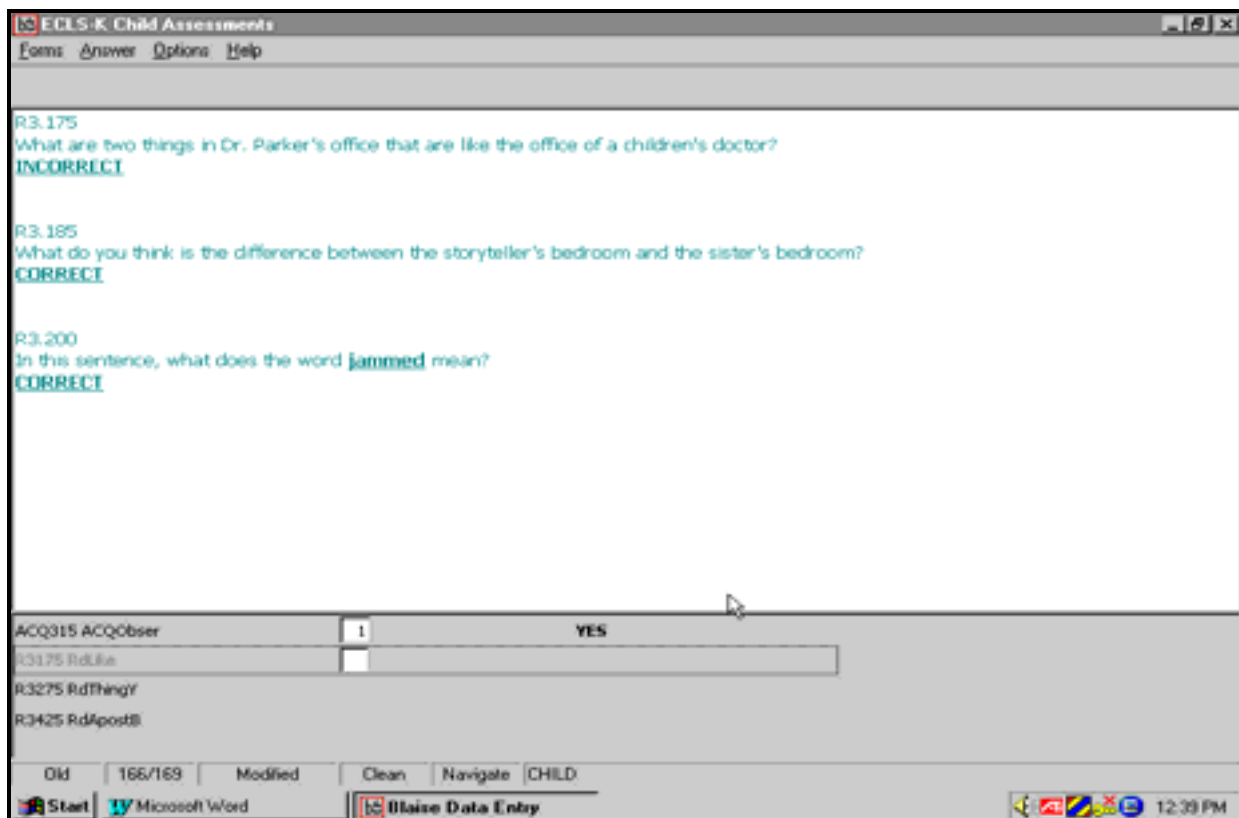 ECLS-K Child Assessments
Forms Answer Options Help
R3.175
What are two things in Dr. Parker's office that are like the office of a children's doctor?
INCORRECT
R3.185
What do you think is the difference between the storyteller's bedroom and the sister's bedroom?
CORRECT
R3.200
In this sentence, what does the word jammed mean?
CORRECT
ACQ315 ACQObser 1 YES
R3175 RdLike
R3275 RdThingY
R3425 RdApostB
Old 166/169 Modified Clean Navigate CHILD
Start Microsoft Word Blaise Data Entry 12:39 PM